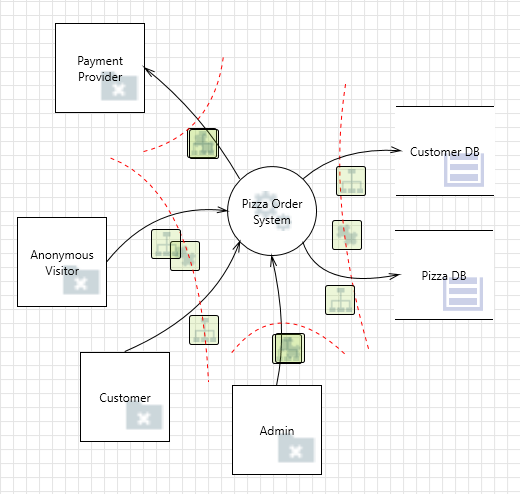 Payment
Provider
Customer DB
Pizza Order
System
Anonymous
Visitor
Pizza DB
Customer
Admin